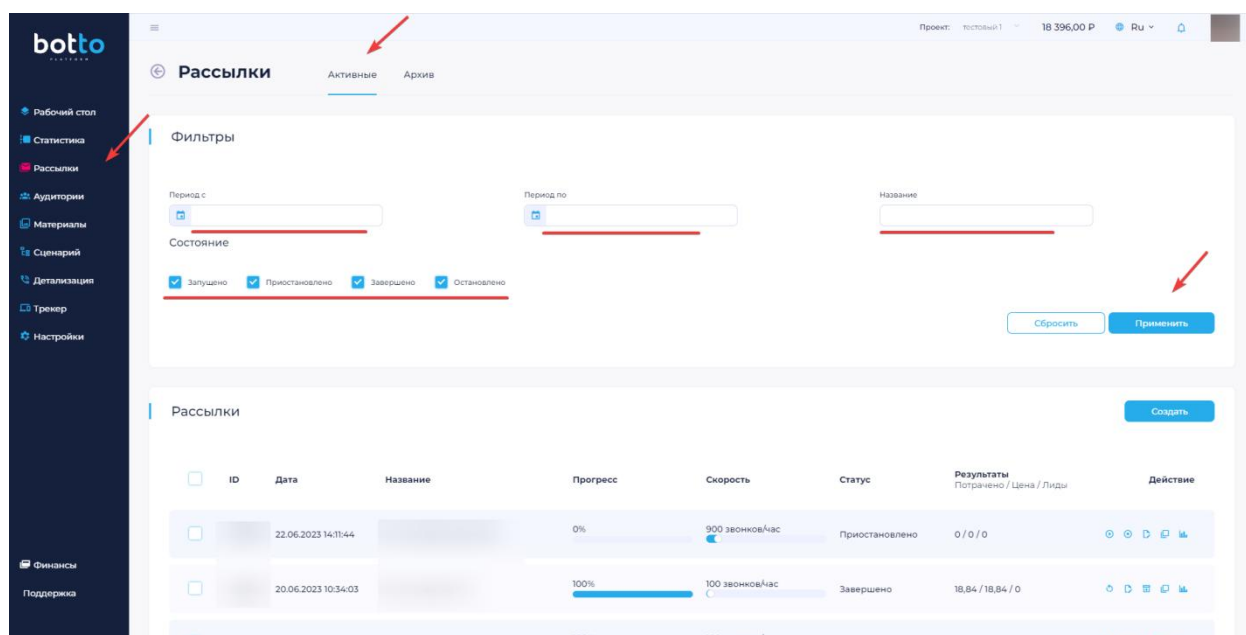 botto
PLATFORM
Проект: тестовый 1
18 396,00 ₽
Ru
Рассылки
Активные
Архив
Рабочий стол
Статистика
Рассылки
Аудитории
Материалы
Сценарий
Детализация
Трекер
Настройки
Финансы
Поддержка
Фильтры
Период с
Период по
Название
Состояние
Запущено
Приостановлено
Завершено
Остановлено
Сбросить
Применить
Рассылки
Создать
ID
Дата
Название
Прогресс
Скорость
Статус
Результаты
Потрачено / Цена / Лиды
Действие
22.06.2023 14:11:44
0%
900 звонков/час
Приостановлено
0 / 0 / 0
20.06.2023 10:34:03
100%
100 звонков/час
Завершено
18,84 / 18,84 / 0